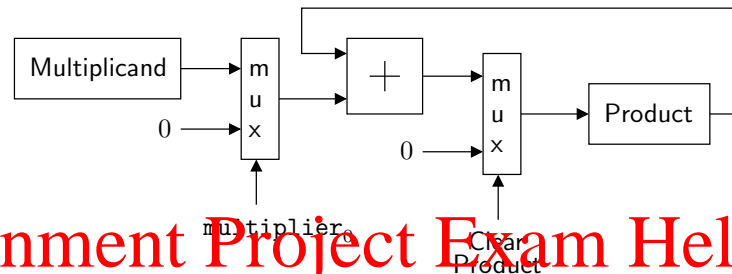 Multiplicand
m
u
x
0
+
0
m
u
x
Product
multiplier0
Clear
Product
nment Project Exam Hel